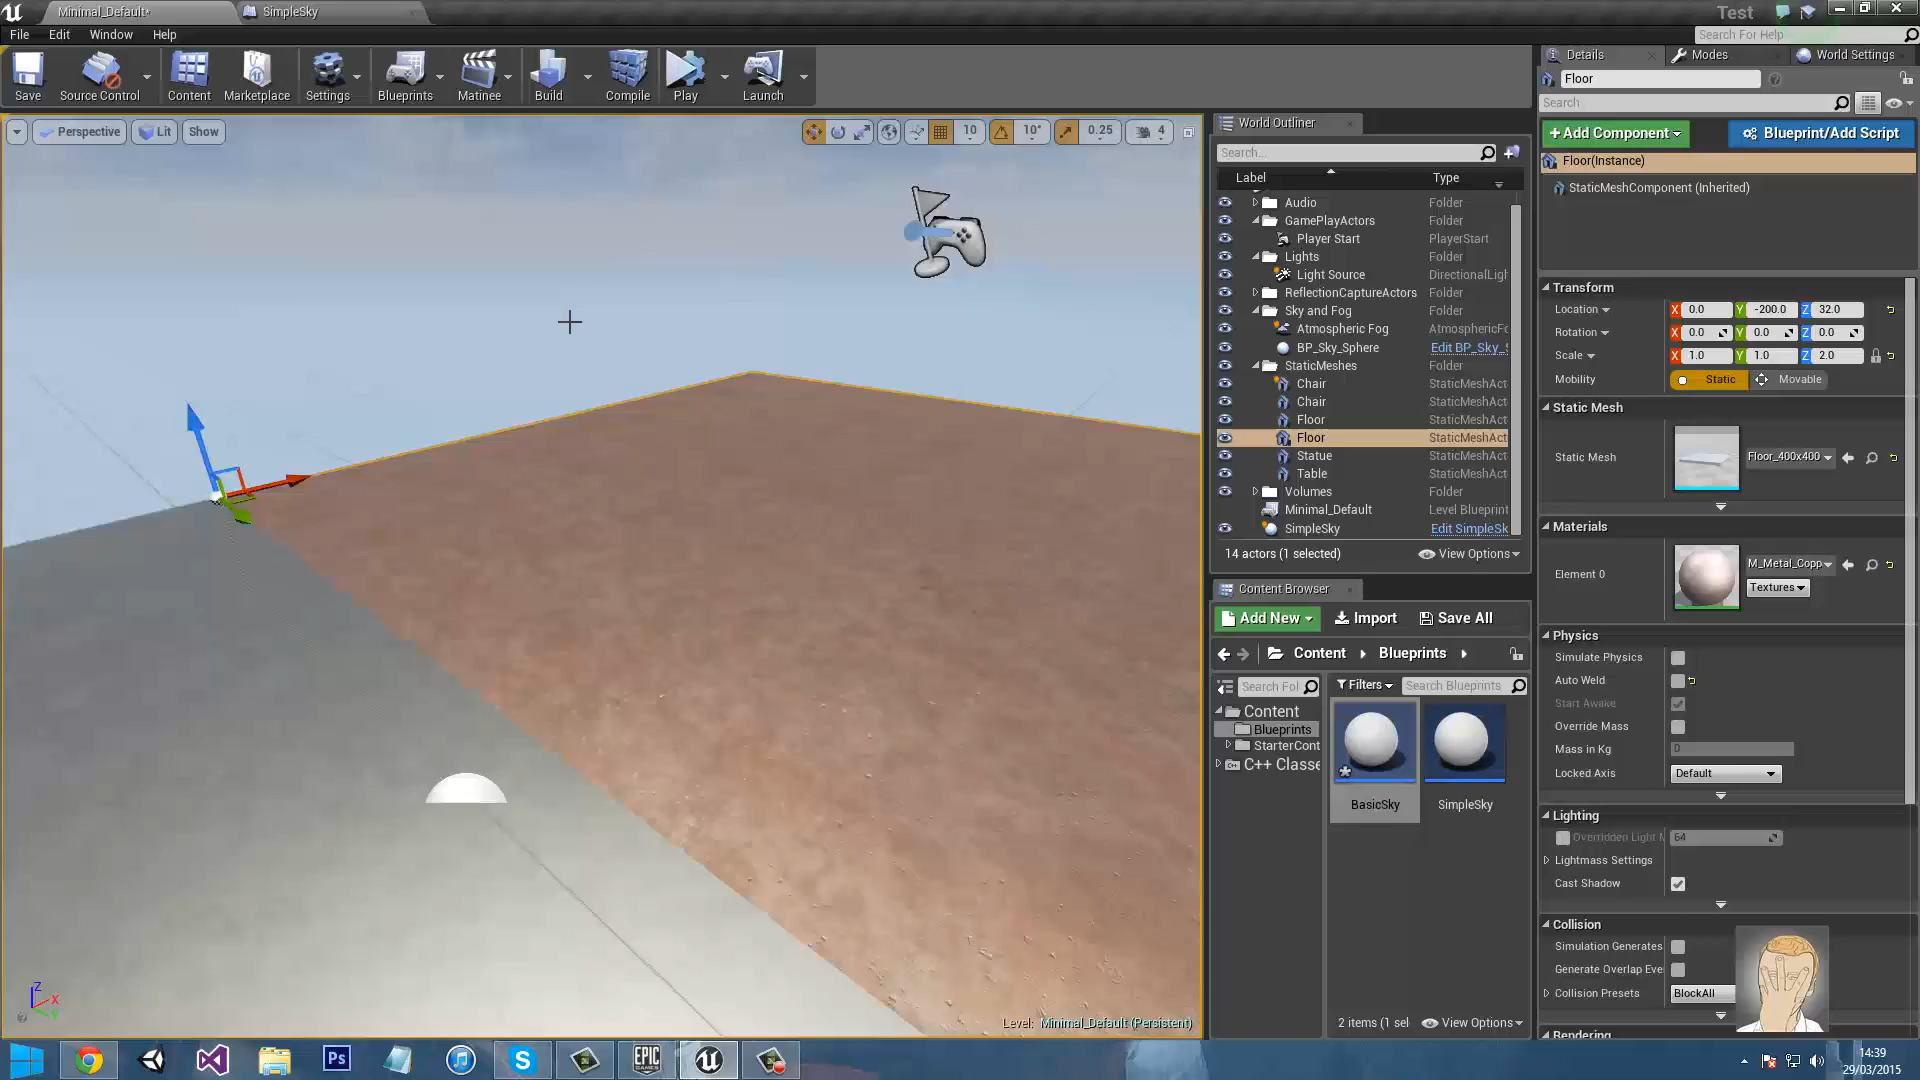 Minimal_Default*
SimpleSky
Test
File
Edit
Window
Help
Search For Help
Save
Source Control
Content
Marketplace
Settings
Blueprints
Matinee
Build
Compile
Play
Launch
Perspective
Lit
Show
10
10°
0.25
4
World Outliner
Search...
Label
Type
Audio Folder
GamePlayActors Folder
Player Start PlayerStart
Lights Folder
Light Source DirectionalLigh
ReflectionCaptureActors Folder
Sky and Fog Folder
Atmospheric Fog AtmosphericFo
BP_Sky_Sphere Edit BP_Sky_S
StaticMeshes Folder
Chair StaticMeshAct
Chair StaticMeshAct
Floor StaticMeshAct
Floor StaticMeshAct
Statue StaticMeshAct
Table StaticMeshAct
Volumes Folder
Minimal_Default Level Blueprint
SimpleSky Edit SimpleSk
14 actors (1 selected)
View Options
Content Browser
Add New
Import
Save All
Content
Blueprints
Search Fol
Filters
Search Blueprints
Content
Blueprints
StarterCont
C++ Classe
BasicSky
SimpleSky
2 items (1 sel
View Options
Level: Minimal_Default (Persistent)
Z
X
Y
Details
Modes
World Settings
Floor
Search
+Add Component
Blueprint/Add Script
Floor(Instance)
StaticMeshComponent (Inherited)
Transform
Location X 0.0 Y -200.0 Z 32.0
Rotation X 0.0 Y 0.0 Z 0.0
Scale X 1.0 Y 1.0 Z 2.0
Mobility Static Movable
Static Mesh
Static Mesh
Floor_400x400
Materials
Element 0
M_Metal_Copp
Textures
Physics
Simulate Physics
Auto Weld
Start Awake
Override Mass
Mass in Kg 0
Locked Axis Default
Lighting
Overridden Light M 64
Lightmass Settings
Cast Shadow
Collision
Simulation Generates
Generate Overlap Eve
Collision Presets BlockAll
Rendering
Ps
S
EPIC GAMES
14:39
29/03/2015